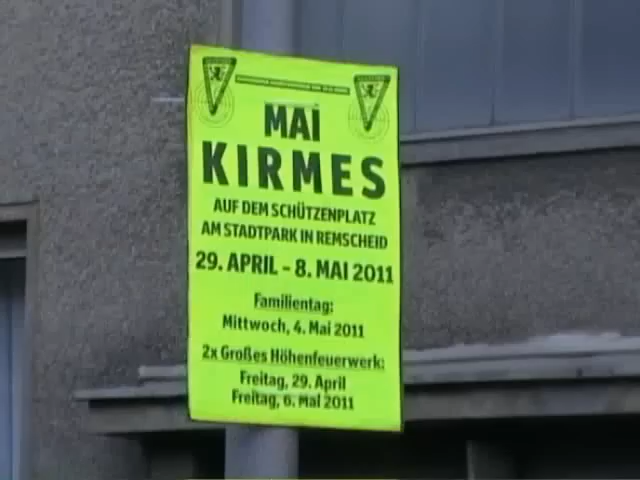 MAI
KIRMES
AUF DEM SCHÜTZENPLATZ
AM STADTPARK IN REMSCHEID
29. APRIL - 8. MAI 2011
Familientag:
Mittwoch, 4. Mai 2011
2x Großes Höhenfeuerwerk:
Freitag, 29. April
Freitag, 6. Mai 2011